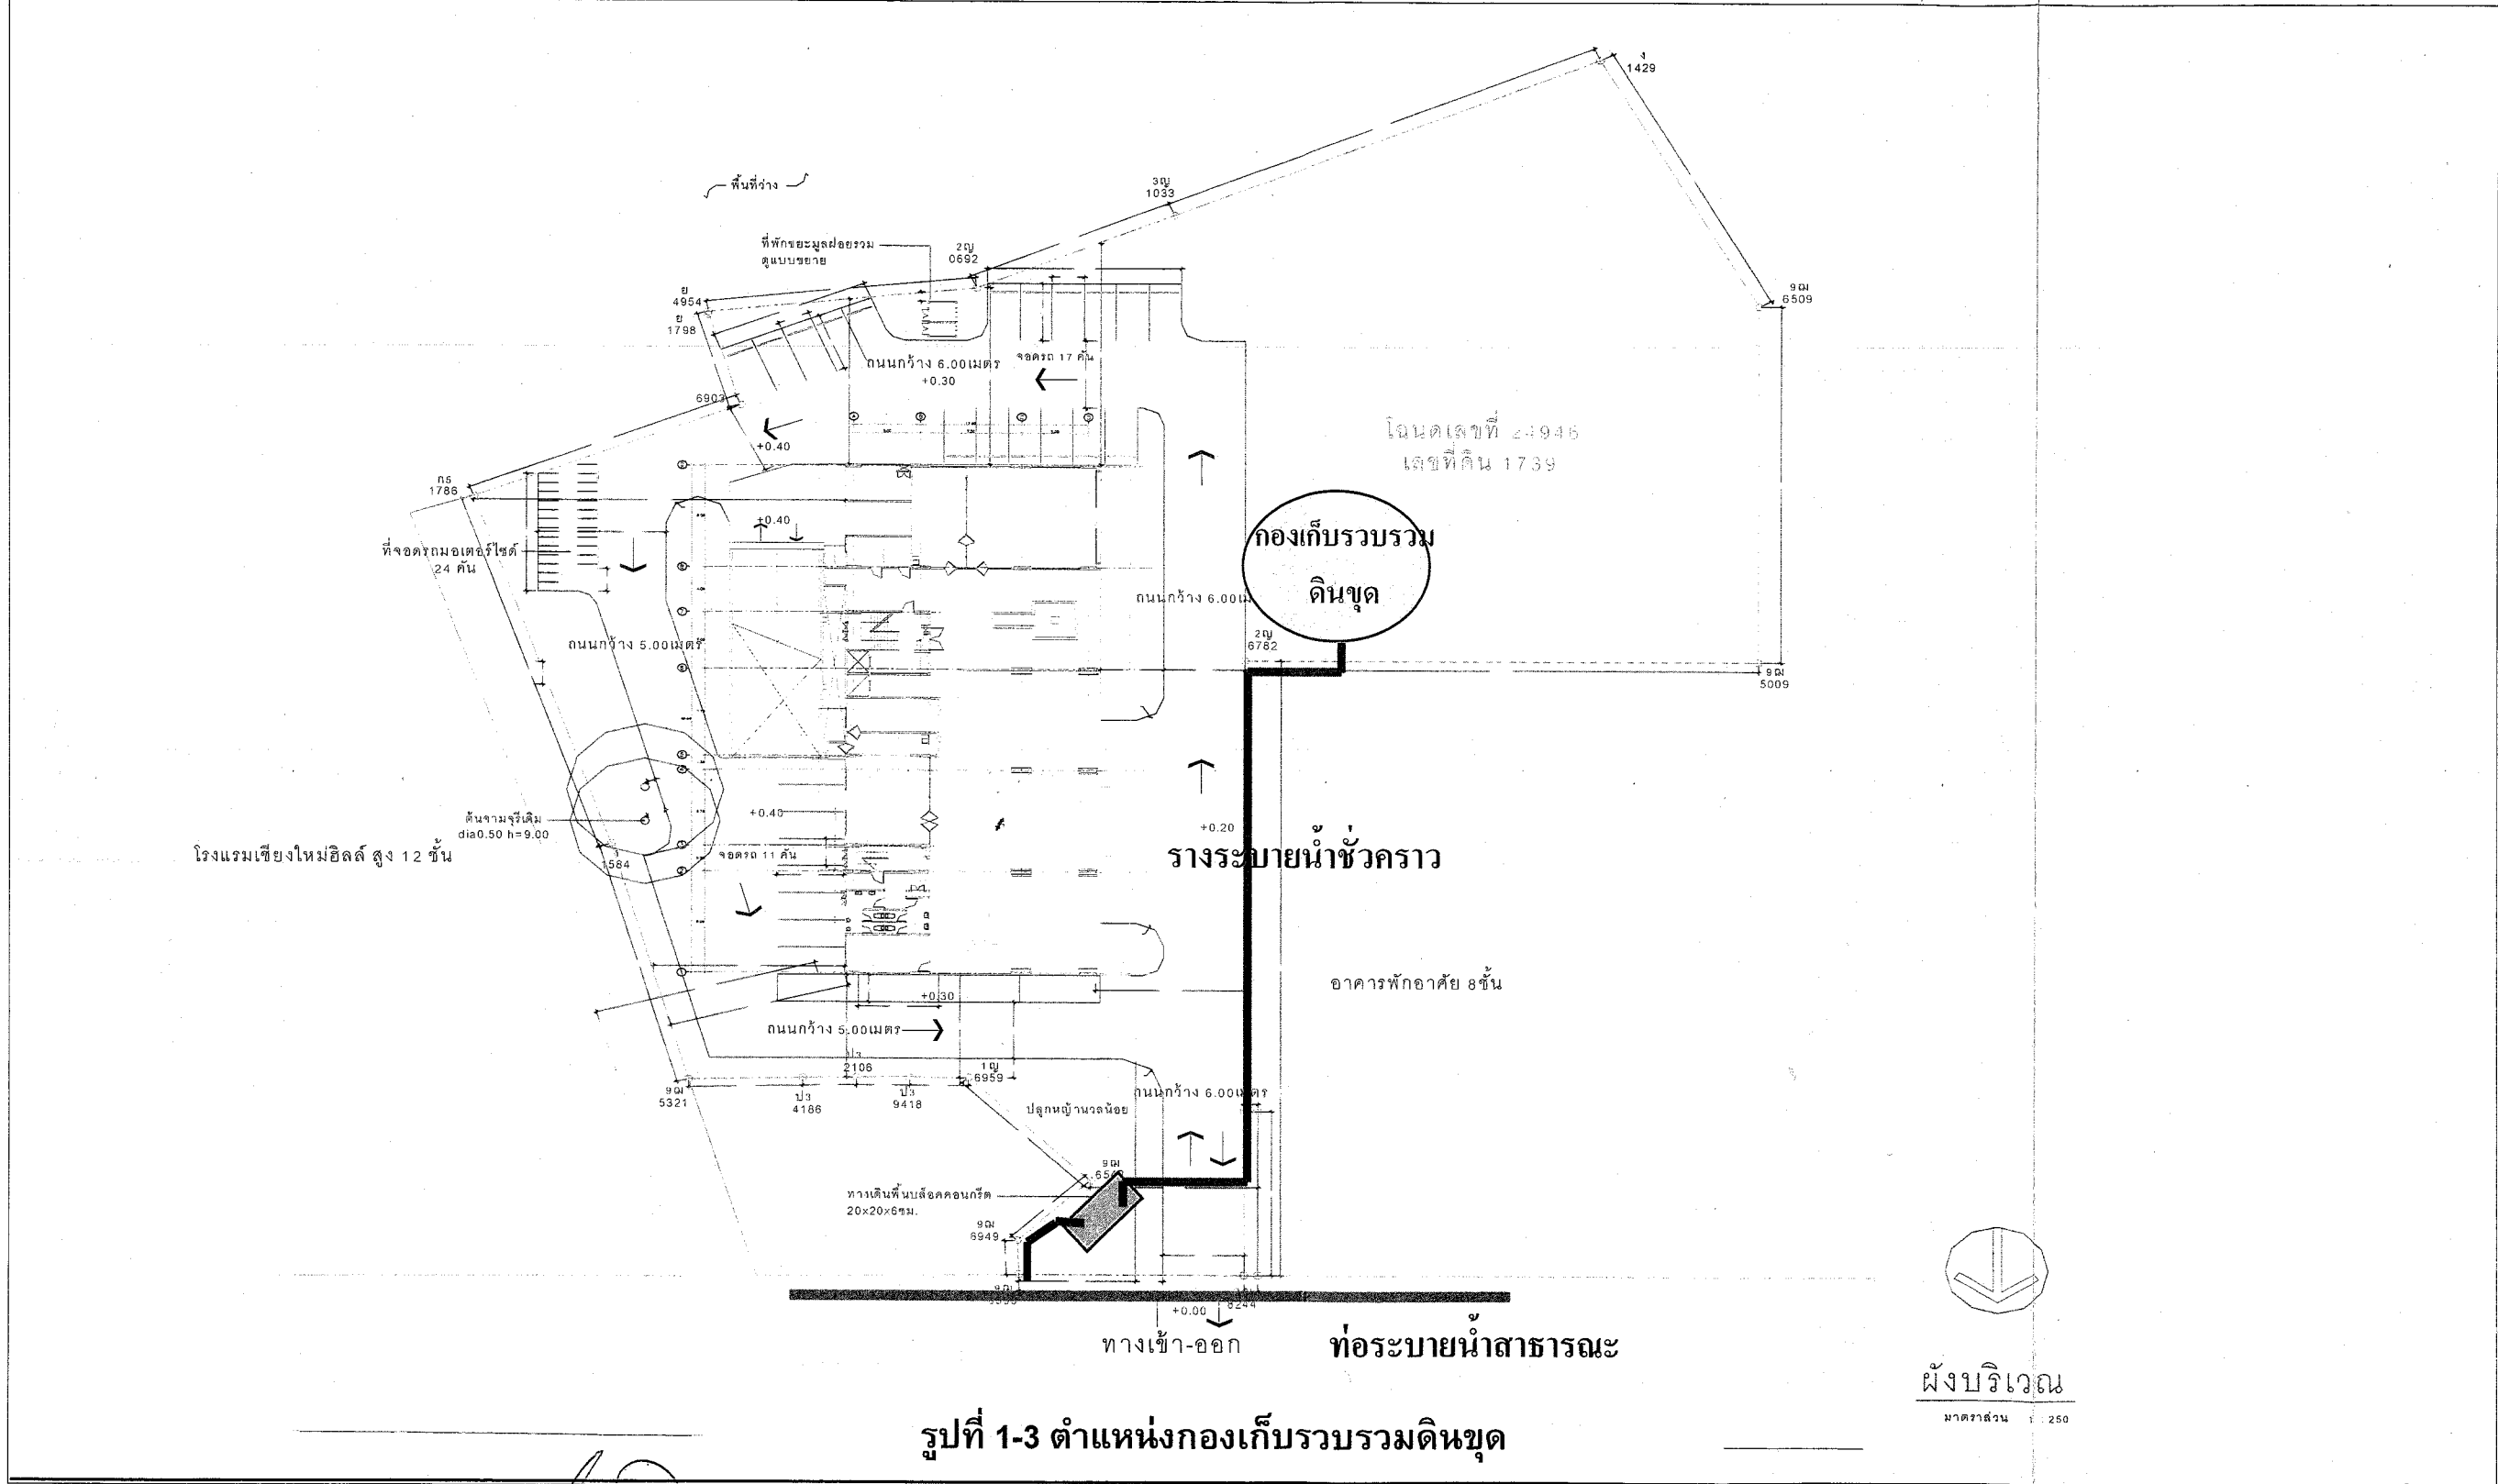 ง
1429
3ญ
1033
พื้นที่ว่าง
ที่พักขยะมูลฝอยรวม
ดูแบบขยาย
2ญ
0692
ย
4954
ย
1798
9ฒ
6509
ถนนกว้าง 6.00เมตร
+0.30
จอดรถ 17 คัน
6903
+0.40
โฉนดเลขที่ 24946
เลขที่ดิน 1739
กร
1786
+0.40
กองเก็บรวบรวม
ดินขุด
ที่จอดรถมอเตอร์ไซด์
24 คัน
ถนนกว้าง 6.00เม
2ญ
6782
ถนนกว้าง 5.00เมตร
9ฒ
5009
ต้นจามจุรีเดิม
dia0.50 h=9.00
+0.40
+0.20
โรงแรมเชียงใหม่ฮิลล์ สูง 12 ชั้น
1584
จอดรถ 11 คัน
รางระบายน้ำชั่วคราว
อาคารพักอาศัย 8ชั้น
+0.30
ถนนกว้าง 5.00เมตร
ป3
2106
1ญ
6959
9ฒ
5321
ป3
4186
ป3
9418
ปลูกหญ้านวลน้อย
ถนนกว้าง 6.00เมตร
9ฒ
ทางเดินพื้นบล็อคคอนกรีต
20x20x6ซม.
9ฒ
6949
+0.00
8244
ทางเข้า-ออก
ท่อระบายน้ำสาธารณะ
ผังบริเวณ
มาตราส่วน 1 : 250
รูปที่ 1-3 ตำแหน่งกองเก็บรวบรวมดินขุด